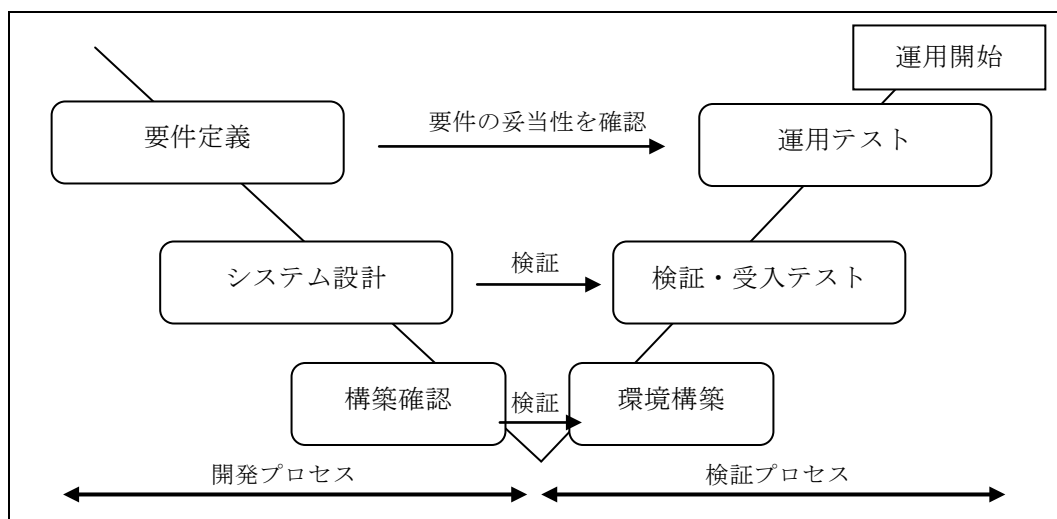 運用開始
要件定義
要件の妥当性を確認
運用テスト
システム設計
検証
検証・受入テスト
構築確認
検証
環境構築
開発プロセス
検証プロセス